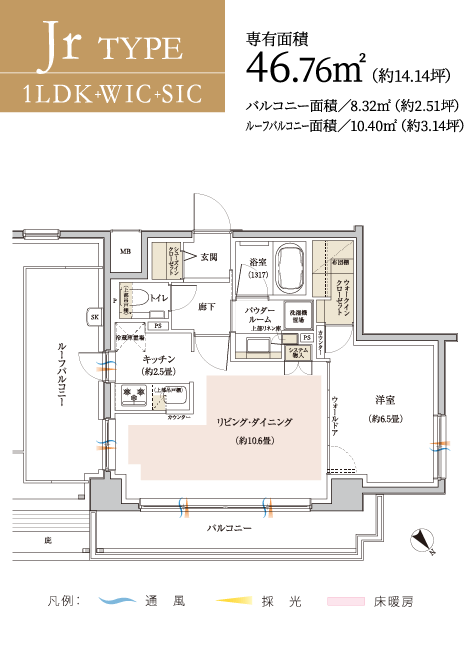 Jr TYPE
1LDK+WIC+SIC
専有面積
46.76㎡（約14.14坪）
バルコニー面積／8.32㎡（約2.51坪）
ルーフバルコニー面積／10.40㎡（約3.14坪）
MB
シューズインクローゼット
玄関
浴室
（1317）
布団棚
ウォークインクローゼット
P
（上部吊戸棚）
トイレ
廊下
パウダールーム
上部リネン庫
洗濯機置場
SK
PS
PS
カウンター
冷蔵庫置場
キッチン
（約2.5畳）
システム物入
ルーフバルコニー
（上部吊戸棚）
カウンター
リビング・ダイニング
（約10.6畳）
ウォールドア
洋室
（約6.5畳）
バルコニー
庇
N
凡例： 通風 採光 床暖房